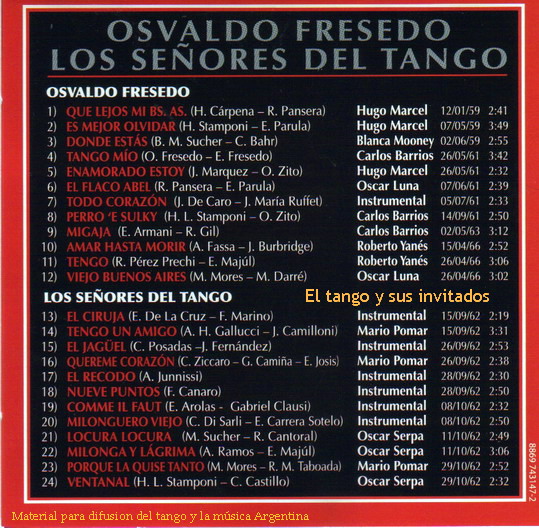 OSVALDO FRESEDO
LOS SEÑORES DEL TANGO
OSVALDO FRESEDO
1) QUE LEJOS MI BS. AS. (H. Cárpena – R. Pansera) Hugo Marcel 12/01/59 2:41
2) ES MEJOR OLVIDAR (H. Stamponi – E. Parula) Hugo Marcel 07/05/59 3:49
3) DONDE ESTÁS (B. M. Sucher – C. Bahr) Blanca Mooney 02/06/59 2:55
4) TANGO MÍO (O. Fresedo – E. Fresedo) Carlos Barrios 26/05/61 3:42
5) ENAMORADO ESTOY (J. Marquez – O. Zito) Hugo Marcel 26/05/61 2:32
6) EL FLACO ABEL (R. Pansera – E. Parula) Oscar Luna 07/06/61 2:39
7) TODO CORAZÓN (J. De Caro – J. María Ruffet) Instrumental 05/07/61 2:33
8) PERRO 'E SULKY (H. L. Stamponi – O. Zito) Carlos Barrios 14/09/61 2:50
9) MIGAJA (E. Armani – R. Gil) Carlos Barrios 02/05/63 3:12
10) AMAR HASTA MORIR (A. Fassa – J. Burbridge) Roberto Yanés 15/04/66 2:52
11) TENGO (R. Pérez Prechi – E. Majúl) Roberto Yanés 26/04/66 3:06
12) VIEJO BUENOS AIRES (M. Mores – M. Darré) Oscar Luna 26/04/66 3:02
El tango y sus invitados
LOS SEÑORES DEL TANGO
13) EL CIRUJA (E. De La Cruz – F. Marino) Instrumental 15/09/62 2:19
14) TENGO UN AMIGO (A. H. Gallucci - J. Camilloni) Mario Pomar 15/09/62 3:31
15) EL JAGÜEL (C. Posadas –J. Fernández) Instrumental 26/09/62 2:53
16) QUEREME CORAZÓN (C. Ziccaro – G. Camiña – E. Josis) Mario Pomar 26/09/62 2:38
17) EL RECODO (A. Junnissi) Instrumental 28/09/62 2:30
18) NUEVE PUNTOS (F. Canaro) Instrumental 28/09/62 2:50
19) COMME IL FAUT (E. Arolas - Gabriel Clausi) Instrumental 08/10/62 2:32
20) MILONGUERO VIEJO (C. Di Sarli – E. Carrera Sotelo) Instrumental 08/10/62 2:50
21) LOCURA LOCURA (M. Sucher – R. Cantoral) Oscar Serpa 11/10/62 2:49
22) MILONGA Y LÁGRIMA (A. Ramos – E. Majúl) Oscar Serpa 11/10/62 3:06
23) PORQUE LA QUISE TANTO (M. Mores – R. M. Taboada) Mario Pomar 29/10/62 2:52
24) VENTANAL (H. L. Stamponi – C. Castillo) Oscar Serpa 29/10/62 2:32
8869 743147-2
Material para difusion del tango y la música Argentina